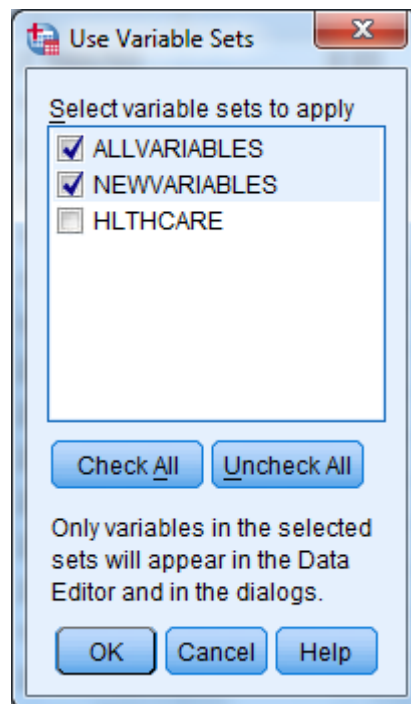 Use Variable Sets
Select variable sets to apply
ALLVARIABLES
NEWVARIABLES
HLTHCARE
Check All Uncheck All
Only variables in the selected
sets will appear in the Data
Editor and in the dialogs.
OK Cancel Help